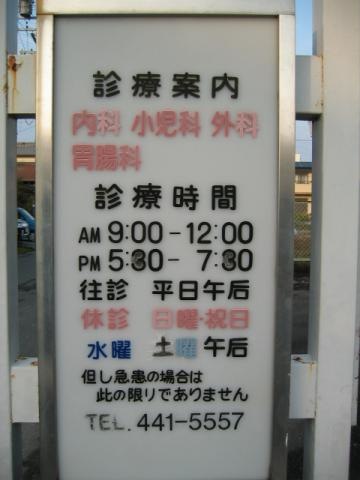 診療案内
内科 小児科 外科
胃腸科
診療時間
AM 9:00-12:00
PM 5:30- 7:30
往診 平日午后
休診 日曜・祝日
水曜 土曜 午后
但し急患の場合は
此の限りでありません
TEL. 441-5557